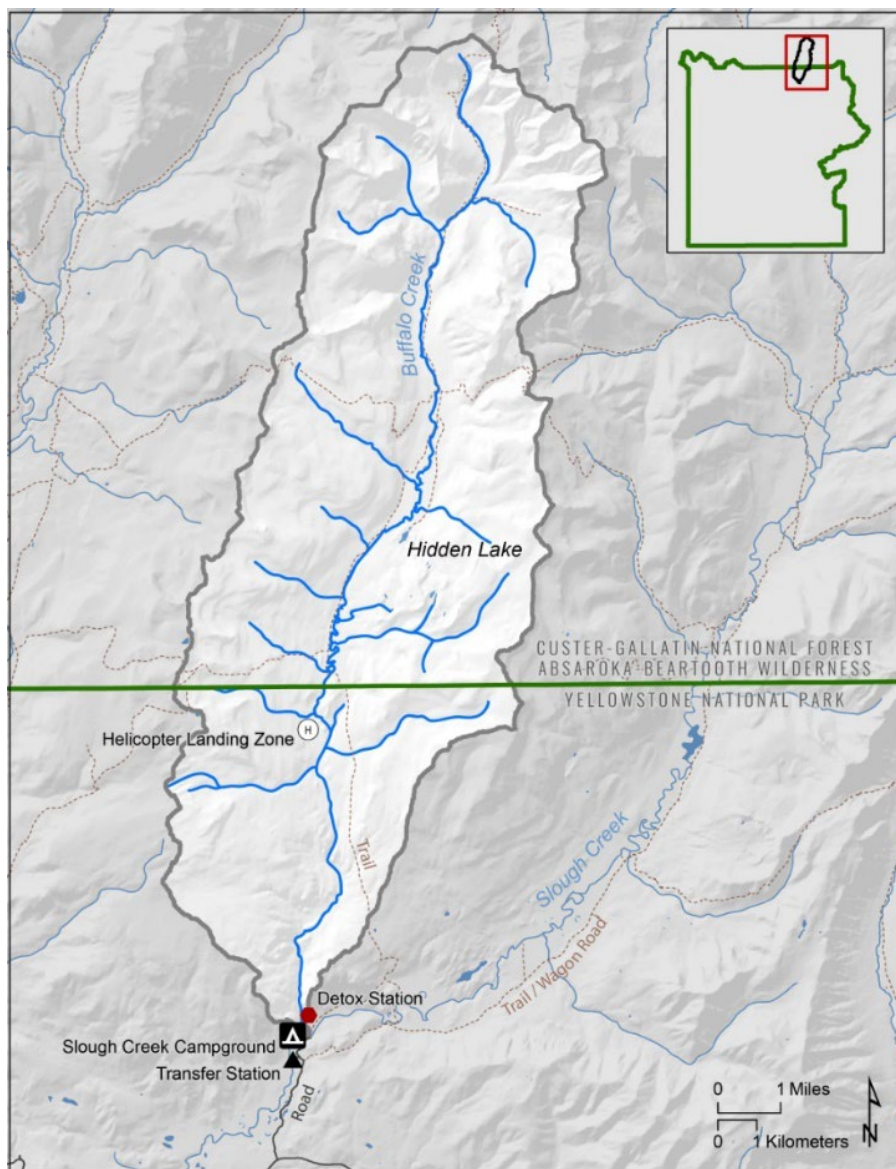 Buffalo Creek
Hidden Lake
CUSTER-GALLATIN NATIONAL FOREST
ABSAROKA-BEARTOOTH WILDERNESS
YELLOWSTONE NATIONAL PARK
Helicopter Landing Zone
H
Trail
Slough Creek
Trail / Wagon Road
Detox Station
Slough Creek Campground
Transfer Station
Road
0 1 Miles
0 1 Kilometers
N